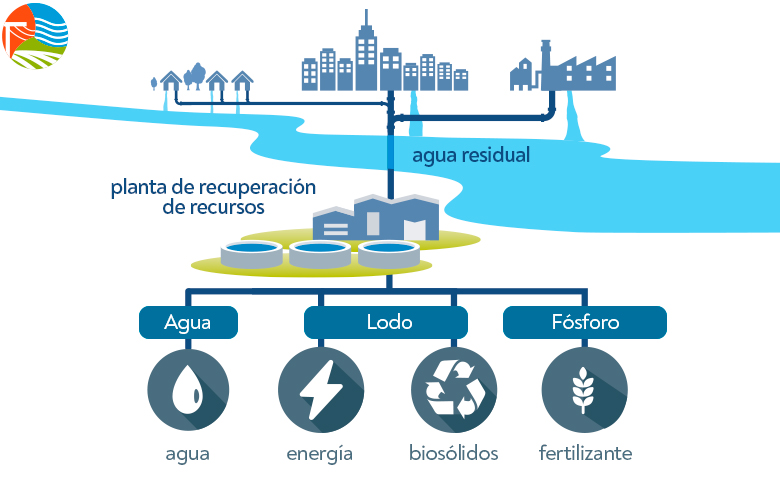 agua residual
planta de recuperación
de recursos
Agua
Lodo
Fósforo
agua
energía
biosólidos
fertilizante